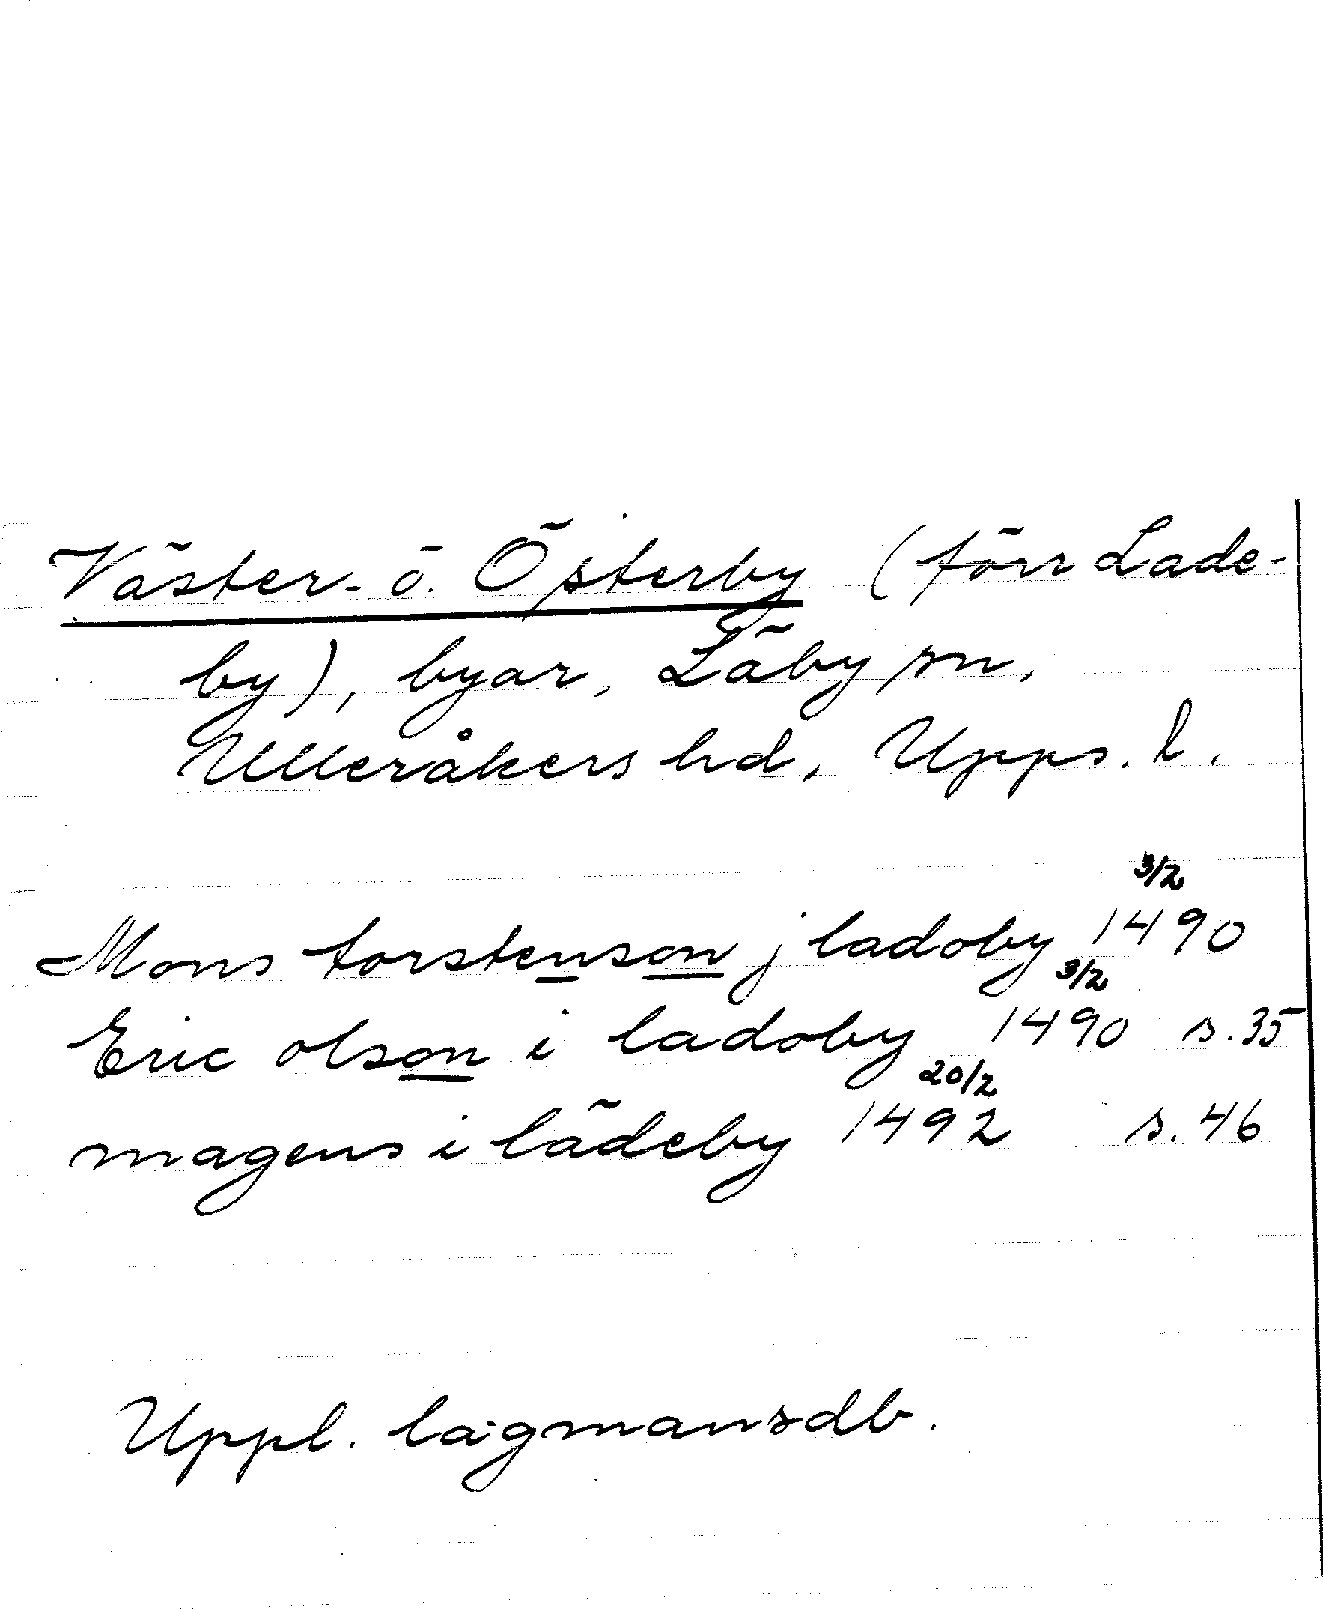 Väster- o. Österby (förr Lade-
by), byar, Läby sn,
Ulleråkers hd, Upps. l.
Mons torstenson j ladoby 3/2 1490
Eric olson i ladoby 3/2 1490 s. 35
magens i lädeby 20/2 1492 s. 46
Uppl. lagmansdb.